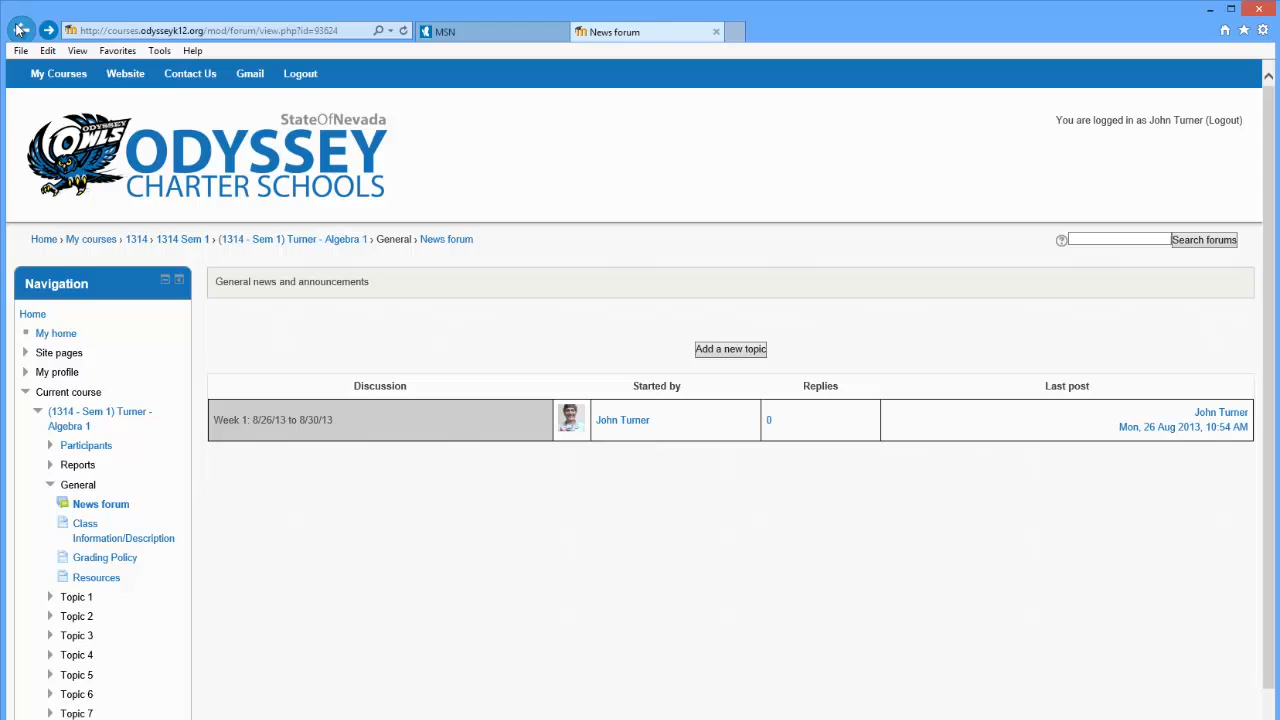 http://courses.odysseyk12.org/mod/forum/view.php?id=93624
MSN
News forum
File Edit View Favorites Tools Help
My Courses Website Contact Us Gmail Logout
StateOfNevada
OWLS
ODYSSEY
CHARTER SCHOOLS
You are logged in as John Turner (Logout)
Home › My courses › 1314 › 1314 Sem 1 › (1314 - Sem 1) Turner - Algebra 1 › General › News forum
Search forums
Navigation
General news and announcements
Home
My home
Site pages
My profile
Current course
(1314 - Sem 1) Turner -
Algebra 1
Participants
Reports
General
News forum
Class
Information/Description
Grading Policy
Resources
Topic 1
Topic 2
Topic 3
Topic 4
Topic 5
Topic 6
Topic 7
Add a new topic
Discussion Started by Replies Last post
Week 1: 8/26/13 to 8/30/13 John Turner 0 John Turner
Mon, 26 Aug 2013, 10:54 AM